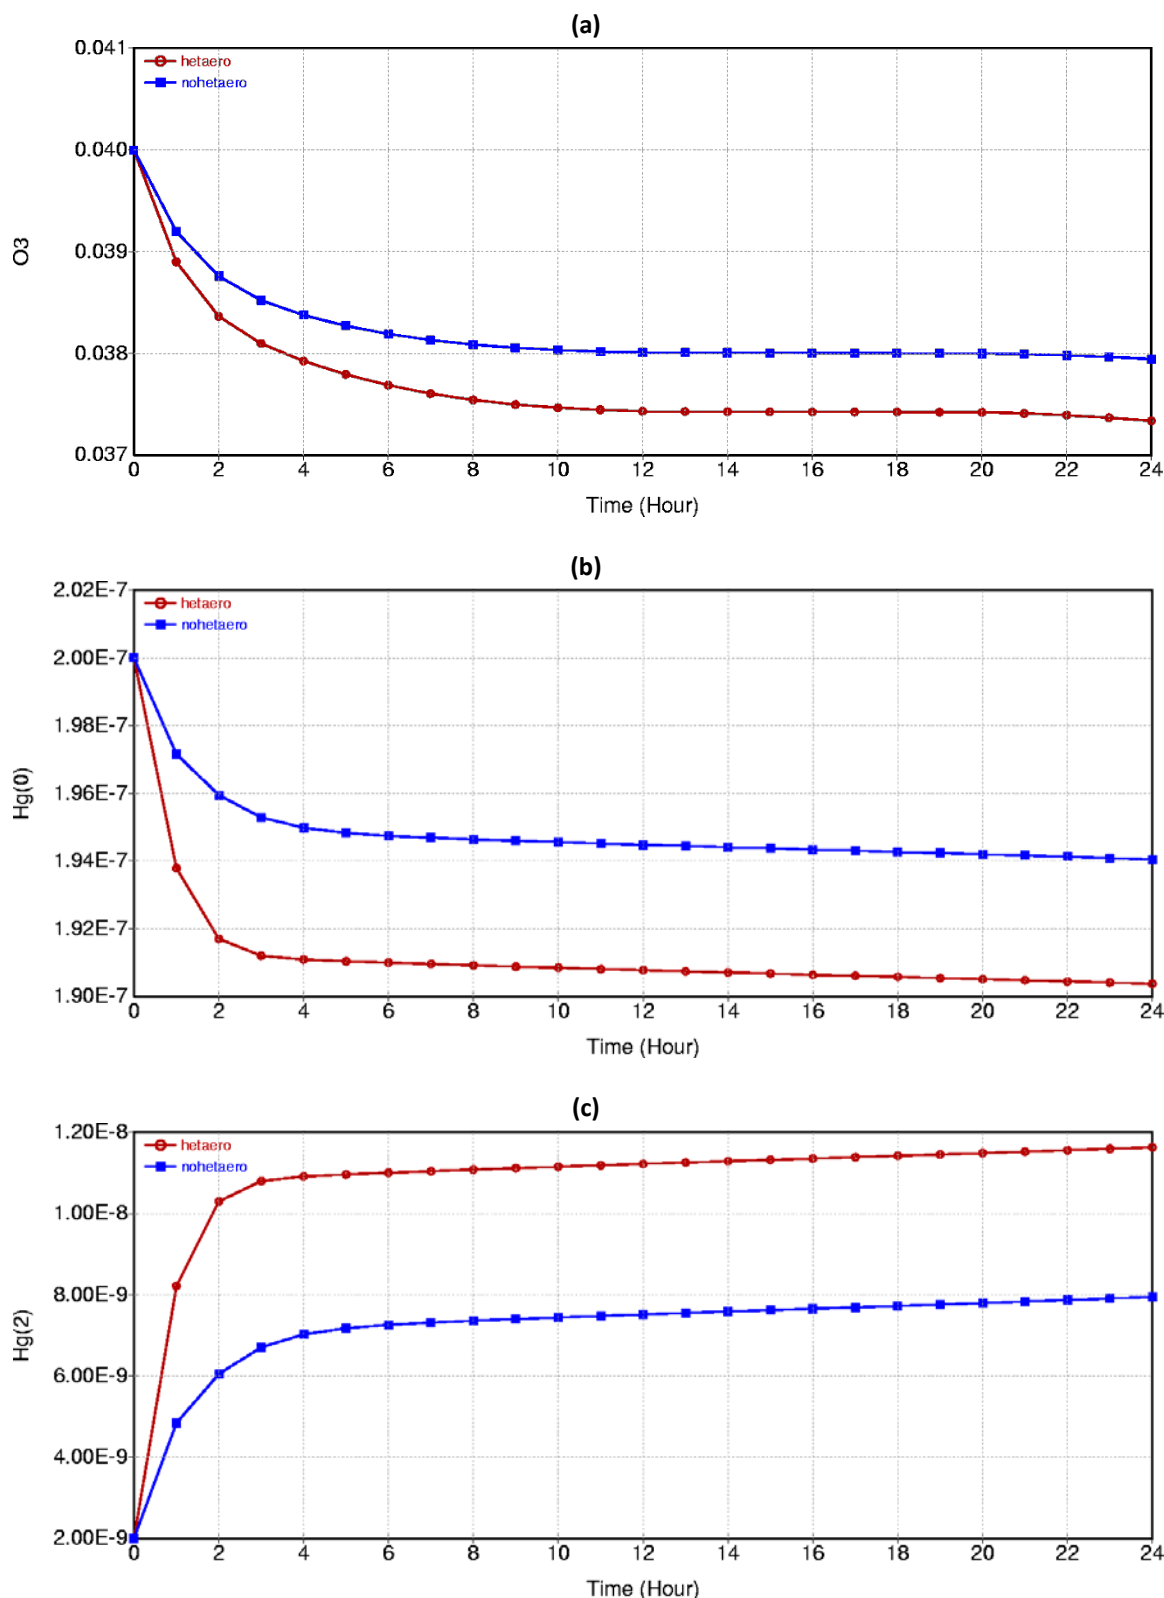 (a)
0.041
hetaero
nohetaero
0.040
0.039
O3
0.038
0.037
0 2 4 6 8 10 12 14 16 18 20 22 24
Time (Hour)
(b)
2.02E-7
hetaero
nohetaero
2.00E-7
1.98E-7
1.96E-7
Hg(0)
1.94E-7
1.92E-7
1.90E-7
0 2 4 6 8 10 12 14 16 18 20 22 24
Time (Hour)
(c)
1.20E-8
hetaero
nohetaero
1.00E-8
8.00E-9
Hg(2)
6.00E-9
4.00E-9
2.00E-9
0 2 4 6 8 10 12 14 16 18 20 22 24
Time (Hour)